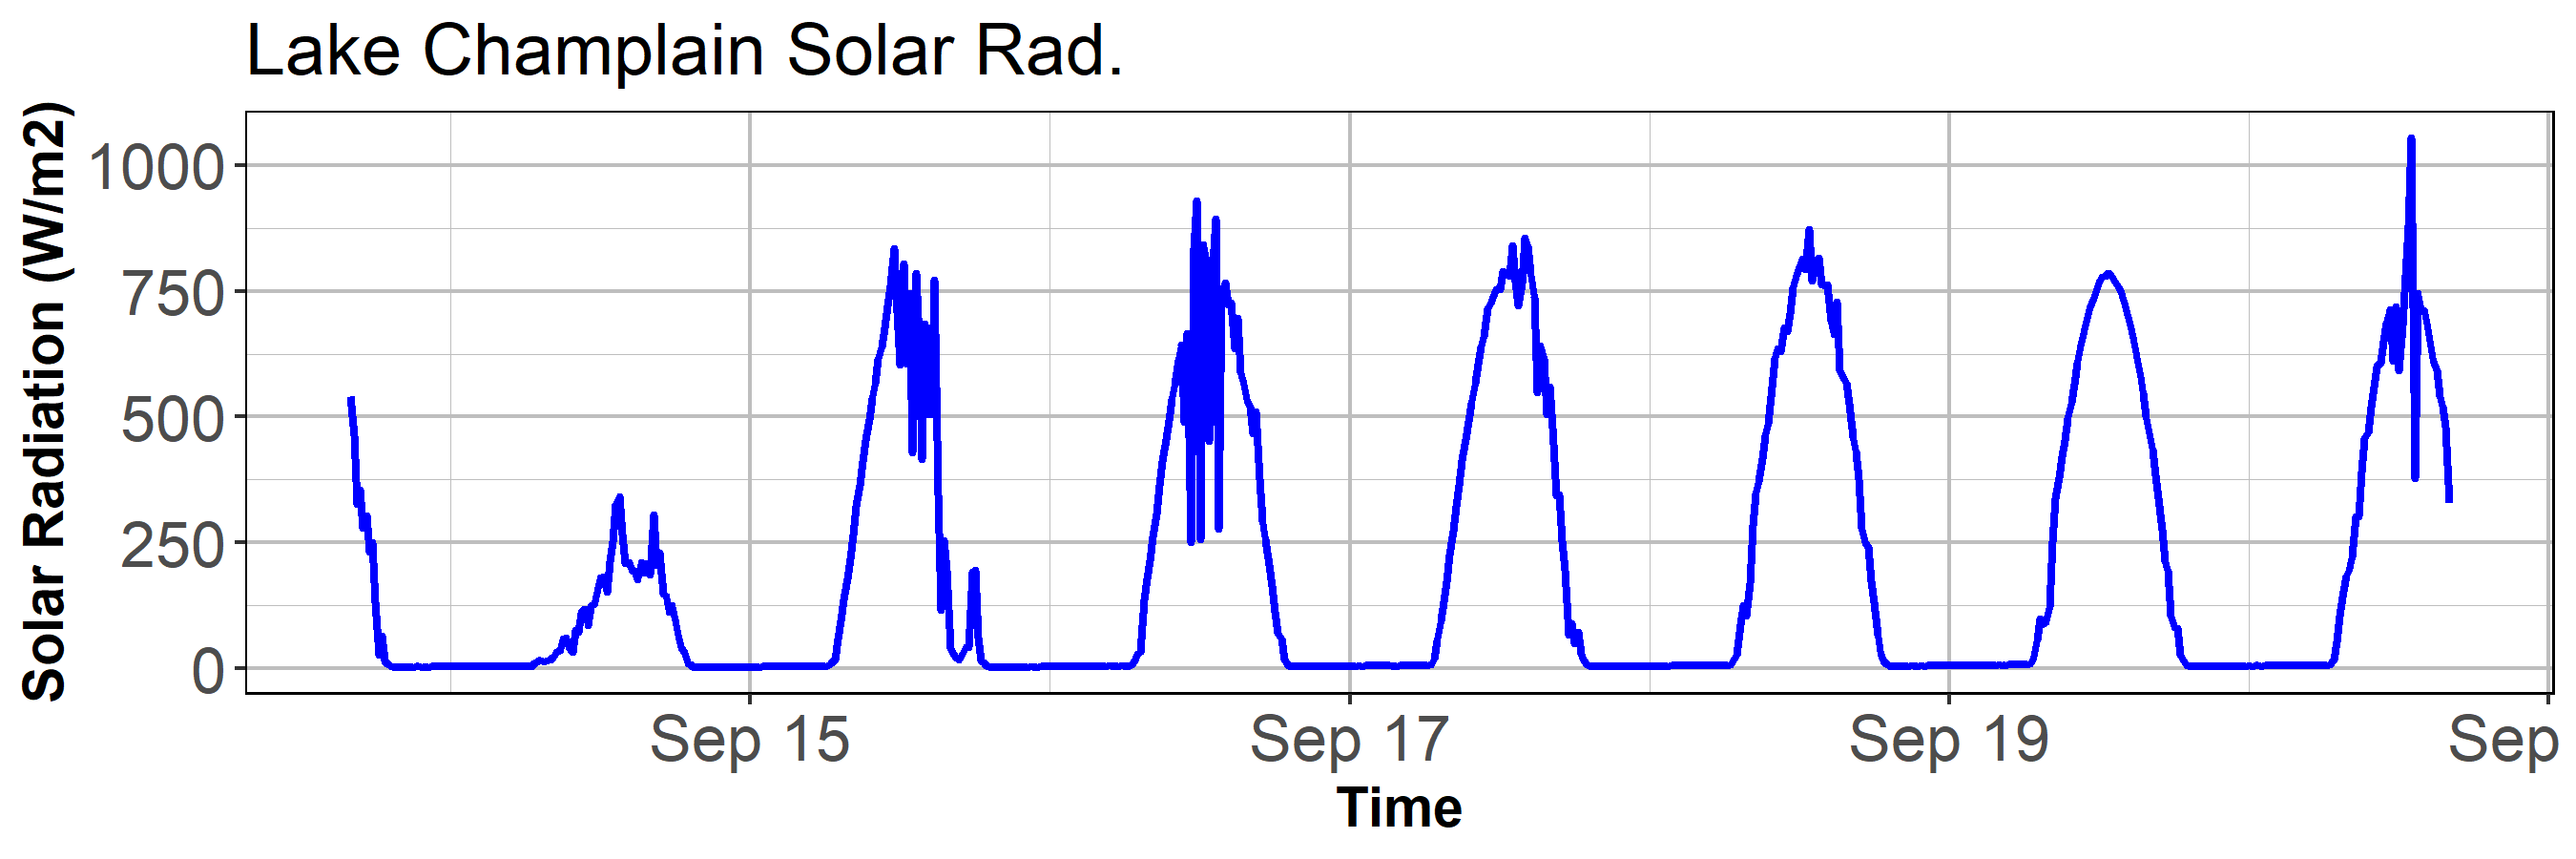 Lake Champlain Solar Rad.
Solar Radiation (W/m2)
1000
750
500
250
0
Sep 15
Sep 17
Sep 19
Sep
Time